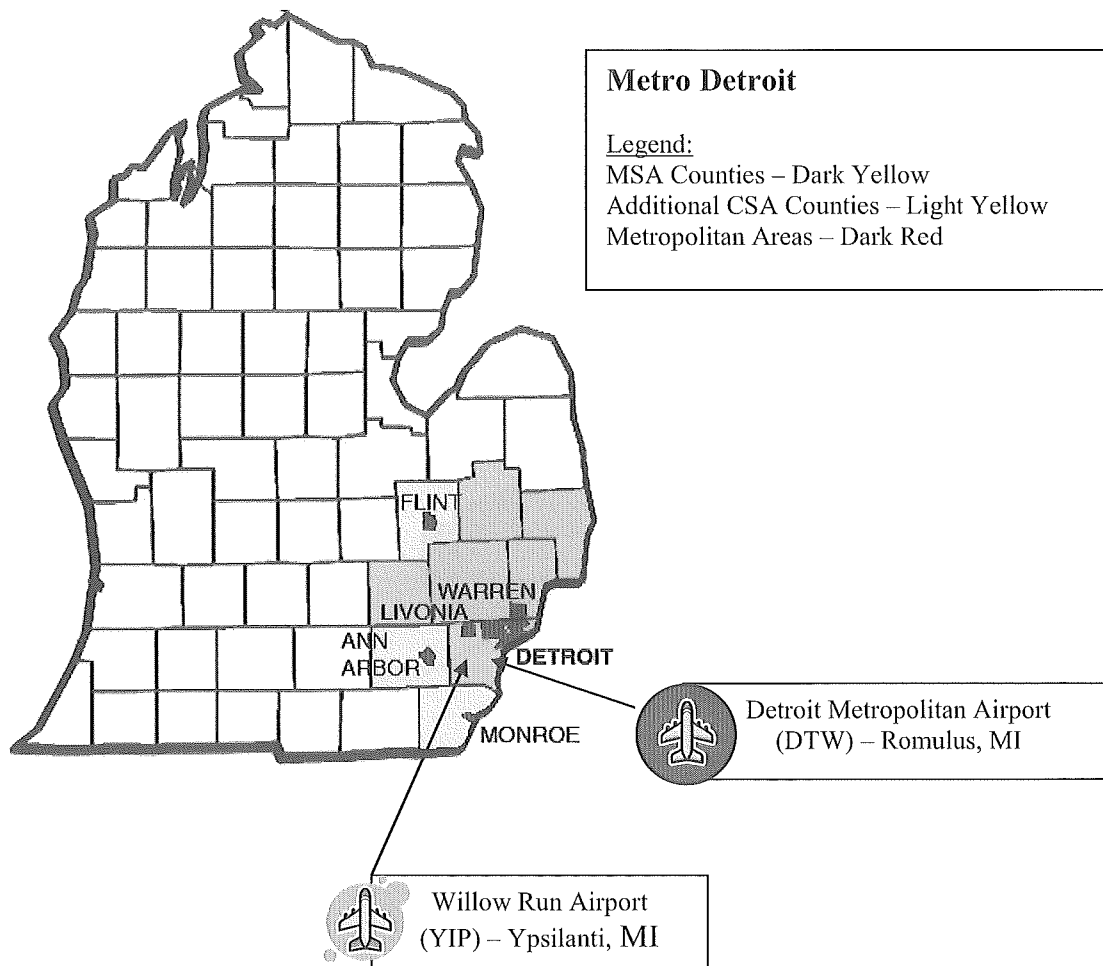 Metro Detroit
Legend:
MSA Counties – Dark Yellow
Additional CSA Counties – Light Yellow
Metropolitan Areas – Dark Red
FLINT
WARREN
LIVONIA
ANN
ARBOR
DETROIT
MONROE
Detroit Metropolitan Airport
(DTW) – Romulus, MI
Willow Run Airport
(YIP) – Ypsilanti, MI